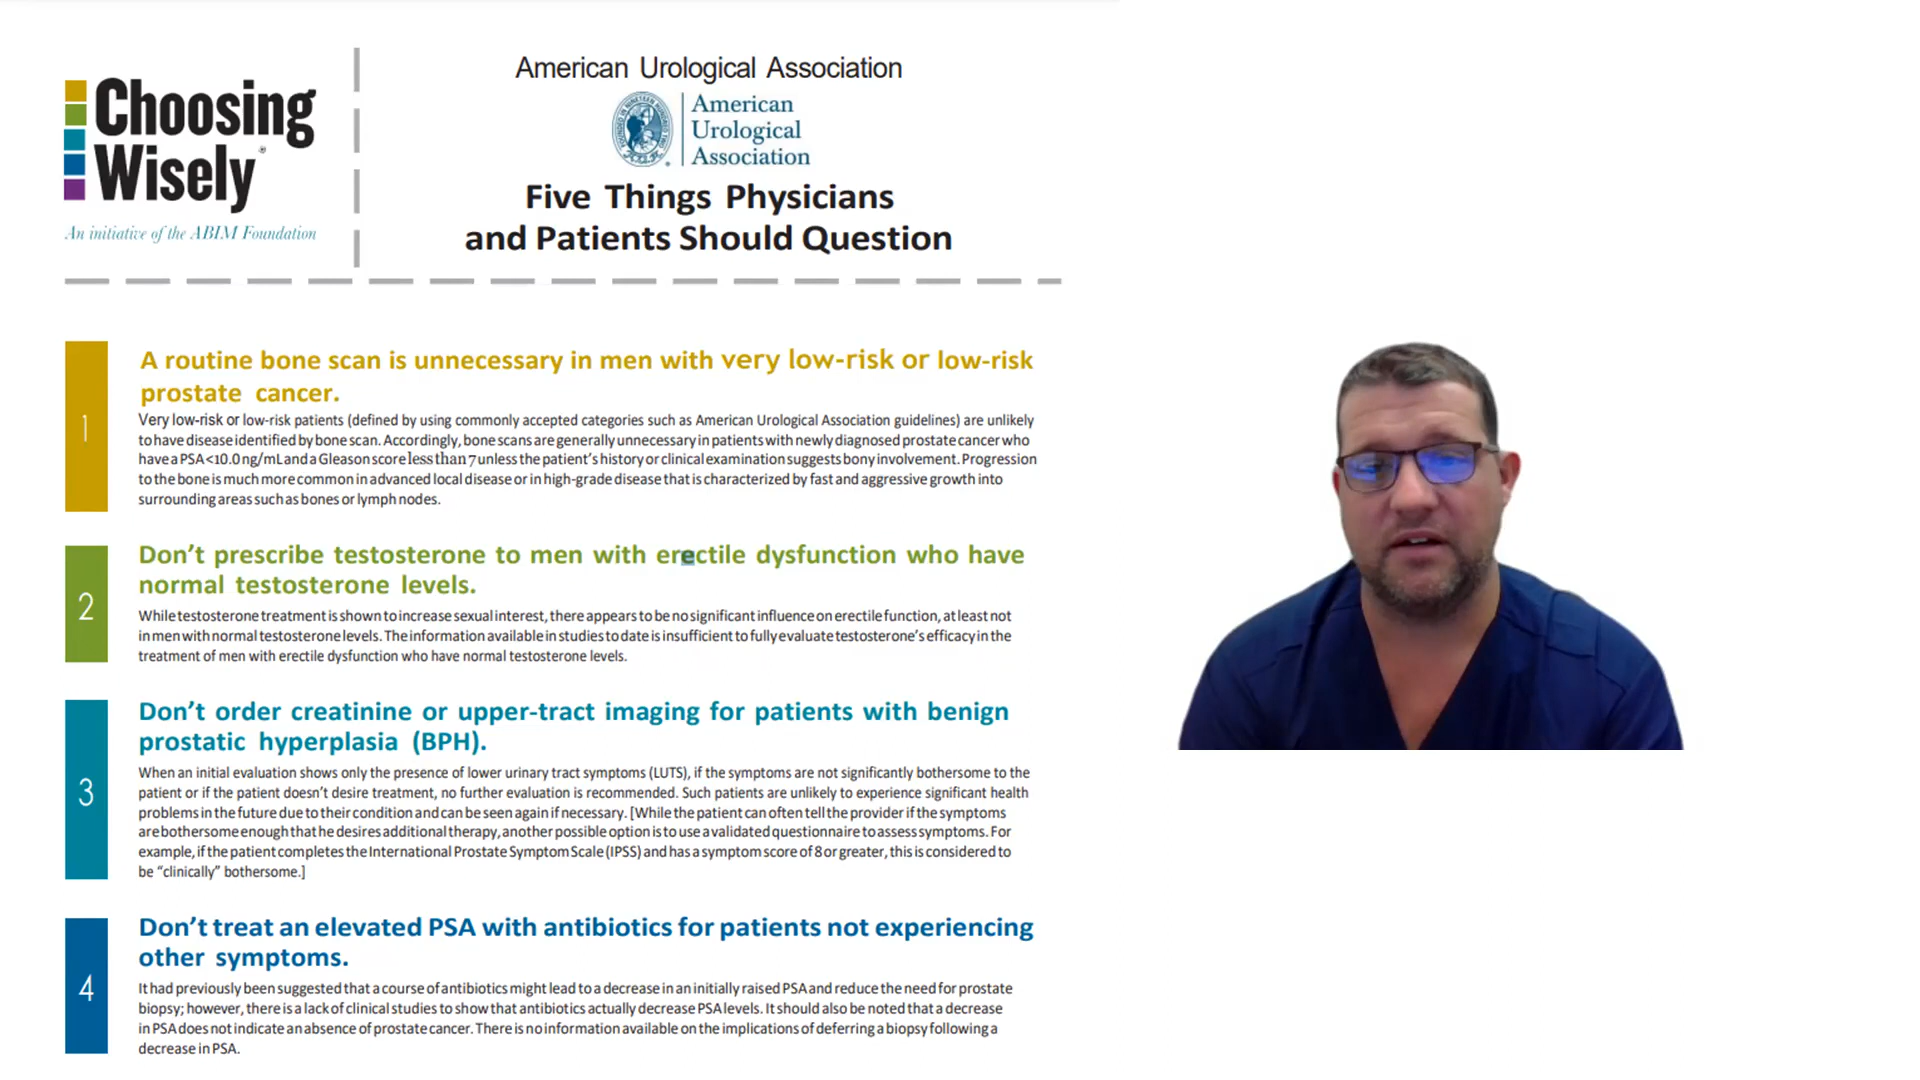 Choosing
Wisely®
An initiative of the ABIM Foundation
American Urological Association
American
Urological
Association
Five Things Physicians
and Patients Should Question
1
A routine bone scan is unnecessary in men with very low-risk or low-risk
prostate cancer.
Very low-risk or low-risk patients (defined by using commonly accepted categories such as American Urological Association guidelines) are unlikely
to have disease identified by bone scan. Accordingly, bone scans are generally unnecessary in patients with newly diagnosed prostate cancer who
have a PSA <10.0 ng/mL and a Gleason score less than 7 unless the patient's history or clinical examination suggests bony involvement. Progression
to the bone is much more common in advanced local disease or in high-grade disease that is characterized by fast and aggressive growth into
surrounding areas such as bones or lymph nodes.
2
Don't prescribe testosterone to men with erectile dysfunction who have
normal testosterone levels.
While testosterone treatment is shown to increase sexual interest, there appears to be no significant influence on erectile function, at least not
in men with normal testosterone levels. The information available in studies to date is insufficient to fully evaluate testosterone's efficacy in the
treatment of men with erectile dysfunction who have normal testosterone levels.
3
Don't order creatinine or upper-tract imaging for patients with benign
prostatic hyperplasia (BPH).
When an initial evaluation shows only the presence of lower urinary tract symptoms (LUTS), if the symptoms are not significantly bothersome to the
patient or if the patient doesn't desire treatment, no further evaluation is recommended. Such patients are unlikely to experience significant health
problems in the future due to their condition and can be seen again if necessary. [While the patient can often tell the provider if the symptoms
are bothersome enough that he desires additional therapy, another possible option is to use a validated questionnaire to assess symptoms. For
example, if the patient completes the International Prostate Symptom Scale (IPSS) and has a symptom score of 8 or greater, this is considered to
be “clinically” bothersome.]
4
Don't treat an elevated PSA with antibiotics for patients not experiencing
other symptoms.
It had previously been suggested that a course of antibiotics might lead to a decrease in an initially raised PSA and reduce the need for prostate
biopsy; however, there is a lack of clinical studies to show that antibiotics actually decrease PSA levels. It should also be noted that a decrease
in PSA does not indicate an absence of prostate cancer. There is no information available on the implications of deferring a biopsy following a
decrease in PSA.